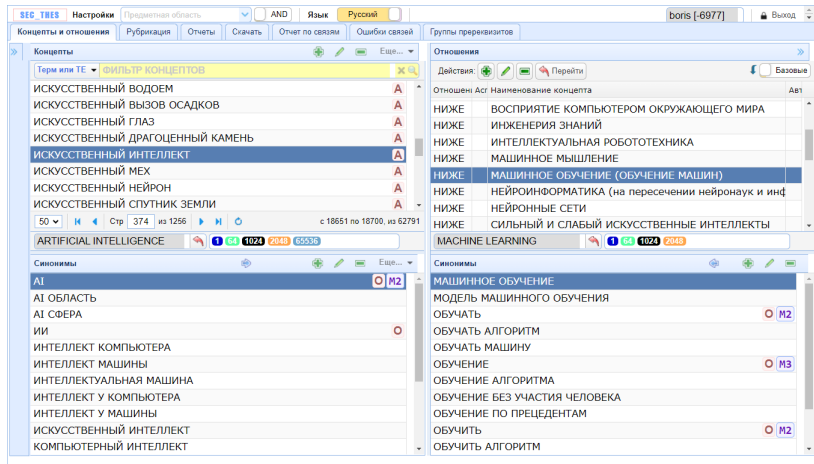 SEC_THES Настройки Предметная область AND Язык Русский boris [-6977] Выход
Концепты и отношения Рубрикация Отчеты Скачать Отчет по связям Ошибки связей Группы пререквизитов
» Концепты Еще...
Терм или ТЕ ФИЛЬТР КОНЦЕПТОВ
ИСКУССТВЕННЫЙ ВОДОЕМ А
ИСКУССТВЕННЫЙ ВЫЗОВ ОСАДКОВ
ИСКУССТВЕННЫЙ ГЛАЗ А
ИСКУССТВЕННЫЙ ДРАГОЦЕННЫЙ КАМЕНЬ А
ИСКУССТВЕННЫЙ ИНТЕЛЛЕКТ А
ИСКУССТВЕННЫЙ МЕХ А
ИСКУССТВЕННЫЙ НЕЙРОН А
ИСКУССТВЕННЫЙ СПУТНИК ЗЕМЛИ А
50 Стр 374 из 1256 с 18651 по 18700, из 62791
ARTIFICIAL INTELLIGENCE 1 64 1024 2048 65536
Синонимы Еще...
AI О М2
AI ОБЛАСТЬ
AI СФЕРА
ИИ О
ИНТЕЛЛЕКТ КОМПЬЮТЕРА
ИНТЕЛЛЕКТ МАШИНЫ
ИНТЕЛЛЕКТУАЛЬНАЯ МАШИНА
ИНТЕЛЛЕКТ У КОМПЬЮТЕРА
ИНТЕЛЛЕКТ У МАШИНЫ
ИСКУССТВЕННЫЙ ИНТЕЛЛЕКТ
КОМПЬЮТЕРНЫЙ ИНТЕЛЛЕКТ
Отношения »
Действия: Перейти Базовые
Отношени Асп Наименование концепта Авт
НИЖЕ ВОСПРИЯТИЕ КОМПЬЮТЕРОМ ОКРУЖАЮЩЕГО МИРА
НИЖЕ ИНЖЕНЕРИЯ ЗНАНИЙ
НИЖЕ ИНТЕЛЛЕКТУАЛЬНАЯ РОБОТОТЕХНИКА
НИЖЕ МАШИННОЕ МЫШЛЕНИЕ
НИЖЕ МАШИННОЕ ОБУЧЕНИЕ (ОБУЧЕНИЕ МАШИН)
НИЖЕ НЕЙРОИНФОРМАТИКА (на пересечении нейронаук и инф
НИЖЕ НЕЙРОННЫЕ СЕТИ
НИЖЕ СИЛЬНЫЙ И СЛАБЫЙ ИСКУССТВЕННЫЕ ИНТЕЛЛЕКТЫ
MACHINE LEARNING 1 64 1024 2048
Синонимы
МАШИННОЕ ОБУЧЕНИЕ
МОДЕЛЬ МАШИННОГО ОБУЧЕНИЯ
ОБУЧАТЬ О М2
ОБУЧАТЬ АЛГОРИТМ
ОБУЧАТЬ МАШИНУ
ОБУЧЕНИЕ О М3
ОБУЧЕНИЕ АЛГОРИТМА
ОБУЧЕНИЕ БЕЗ УЧАСТИЯ ЧЕЛОВЕКА
ОБУЧЕНИЕ ПО ПРЕЦЕДЕНТАМ
ОБУЧИТЬ О М2
ОБУЧИТЬ АЛГОРИТМ